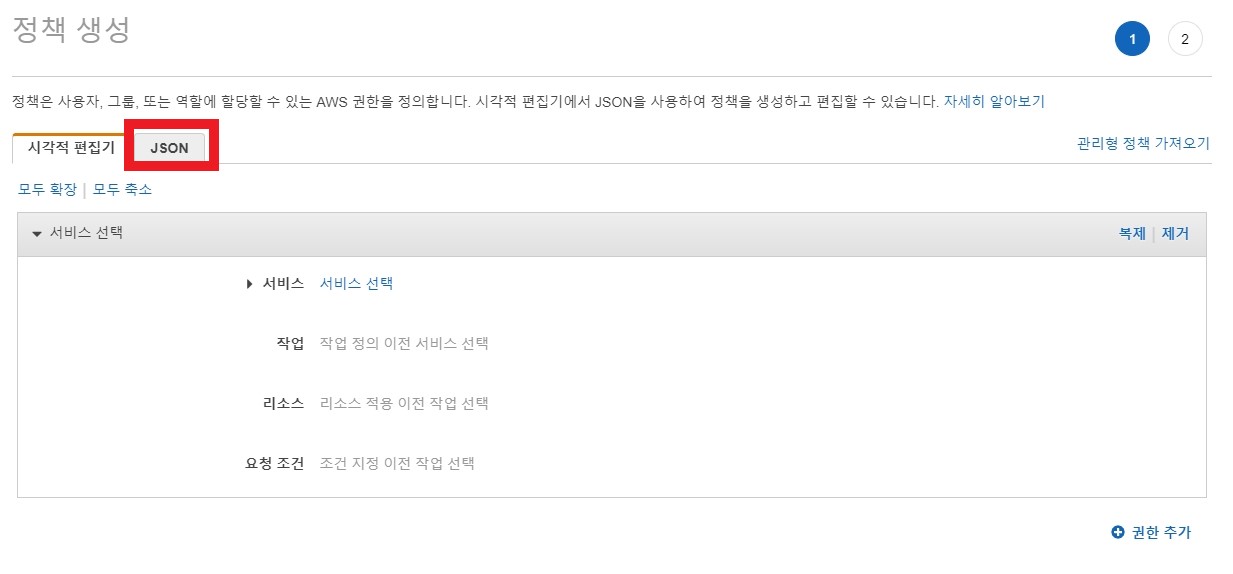 정책 생성
1 2
정책은 사용자, 그룹, 또는 역할에 할당할 수 있는 AWS 권한을 정의합니다. 시각적 편집기에서 JSON을 사용하여 정책을 생성하고 편집할 수 있습니다. 자세히 알아보기
시각적 편집기 JSON 관리형 정책 가져오기
모두 확장 | 모두 축소
서비스 선택 복제 | 제거
서비스 서비스 선택
작업 작업 정의 이전 서비스 선택
리소스 리소스 적용 이전 작업 선택
요청 조건 조건 지정 이전 작업 선택
권한 추가